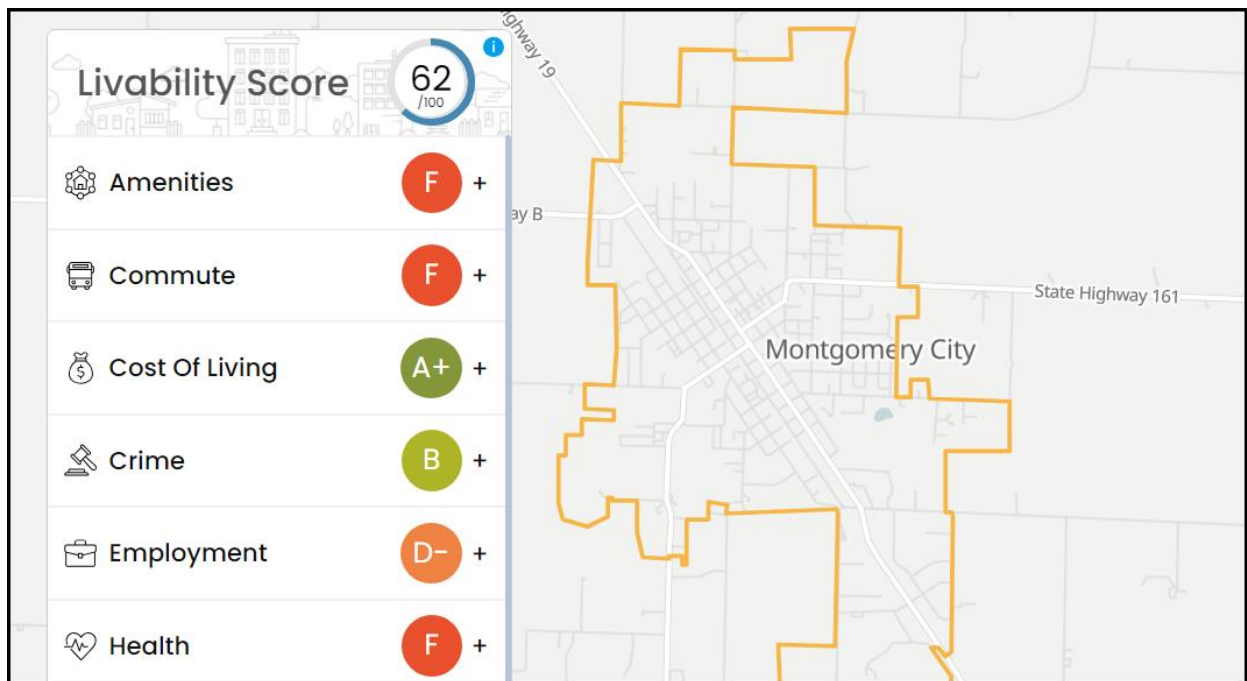 Livability Score
62
/100
i
Amenities F +
Commute F +
Cost Of Living A+ +
Crime B +
Employment D- +
Health F +
ghway 19
ay B
State Highway 161
Montgomery City